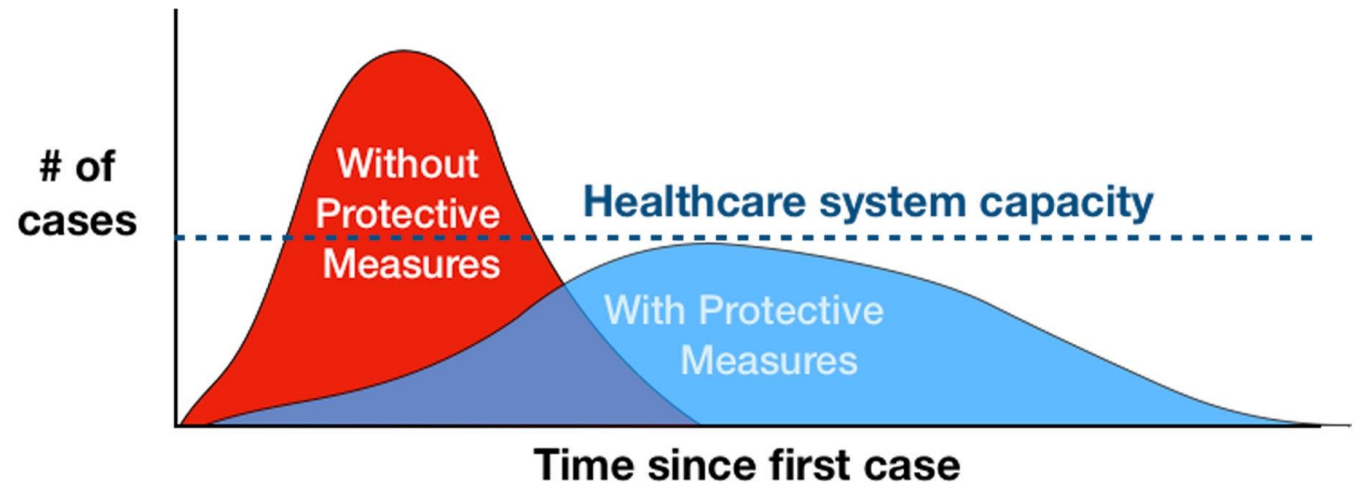 # of
cases
Without
Protective
Measures
Healthcare system capacity
With Protective
Measures
Time since first case